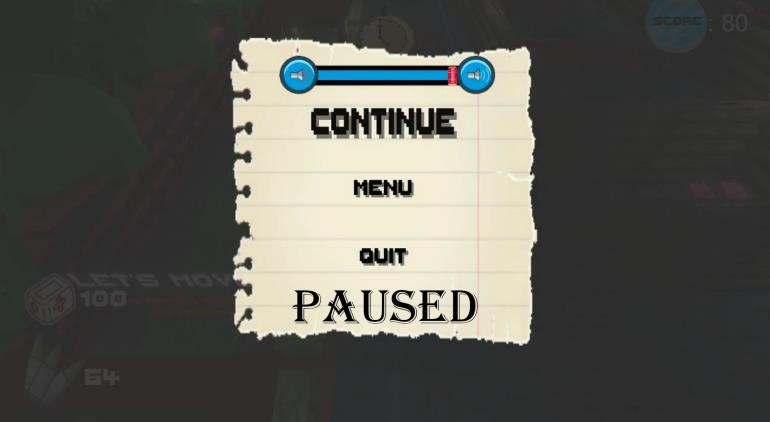 SCORE : 80
CONTINUE
MENU
QUIT
LET'S MOV
100
PAUSED
64